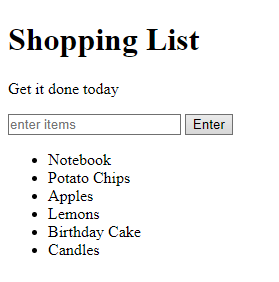 Shopping List
Get it done today
enter items Enter
Notebook
Potato Chips
Apples
Lemons
Birthday Cake
Candles